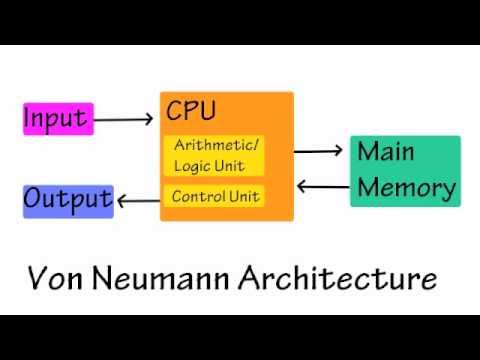 Input
CPU
Arithmetic/
Logic Unit
Control Unit
Output
Main
Memory
Von Neumann Architecture